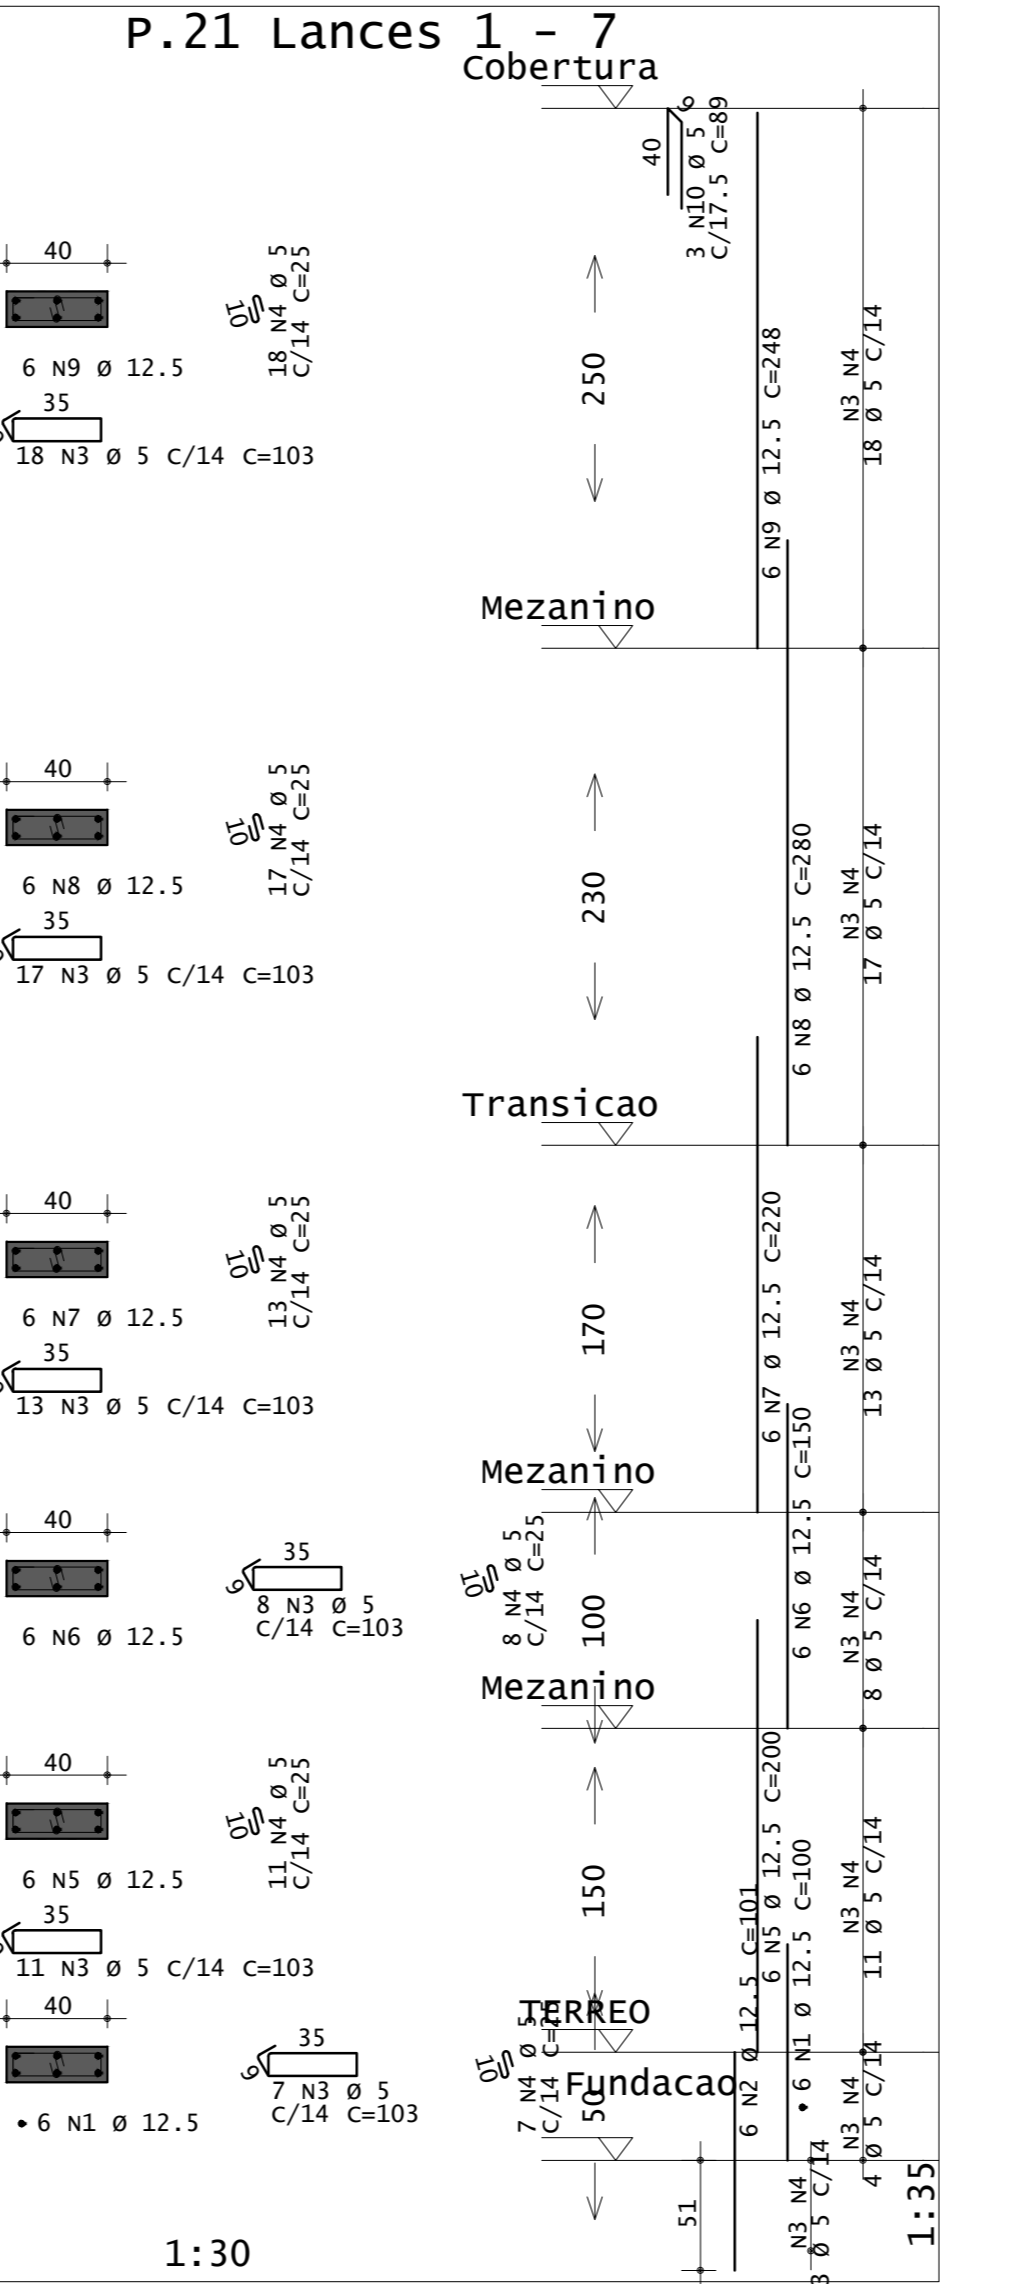 P.21 Lances 1 - 7
Cobertura
40
9
3 N10 Ø 5
C/17.5 C=89
40
18 N4 Ø 5
C/14 C=25
10
6 N9 Ø 12.5
35
18 N3 Ø 5 C/14 C=103
250
6 N9 Ø 12.5 C=248
N3 N4
18 Ø 5 C/14
Mezanino
40
17 N4 Ø 5
C/14 C=25
10
6 N8 Ø 12.5
35
17 N3 Ø 5 C/14 C=103
230
6 N8 Ø 12.5 C=280
N3 N4
17 Ø 5 C/14
Transicao
40
13 N4 Ø 5
C/14 C=25
10
6 N7 Ø 12.5
35
13 N3 Ø 5 C/14 C=103
170
6 N7 Ø 12.5 C=220
N3 N4
13 Ø 5 C/14
Mezanino
40
6 N6 Ø 12.5
35
9
8 N3 Ø 5
C/14 C=103
10
8 N4 Ø 5
C/14 C=25
100
6 N6 Ø 12.5 C=150
N3 N4
8 Ø 5 C/14
Mezanino
40
11 N4 Ø 5
C/14 C=25
10
6 N5 Ø 12.5
35
11 N3 Ø 5 C/14 C=103
150
6 N5 Ø 12.5 C=200
N3 N4
11 Ø 5 C/14
TERREO
40
6 N1 Ø 12.5
35
9
7 N3 Ø 5
C/14 C=103
10
7 N4 Ø 5
C/14 C=25
50
Fundacao
6 N2 Ø 12.5 C=101
6 N1 Ø 12.5 C=100
N3 N4
4 Ø 5 C/14
51
N3 N4
3 Ø 5 C/14
1:30
1:35